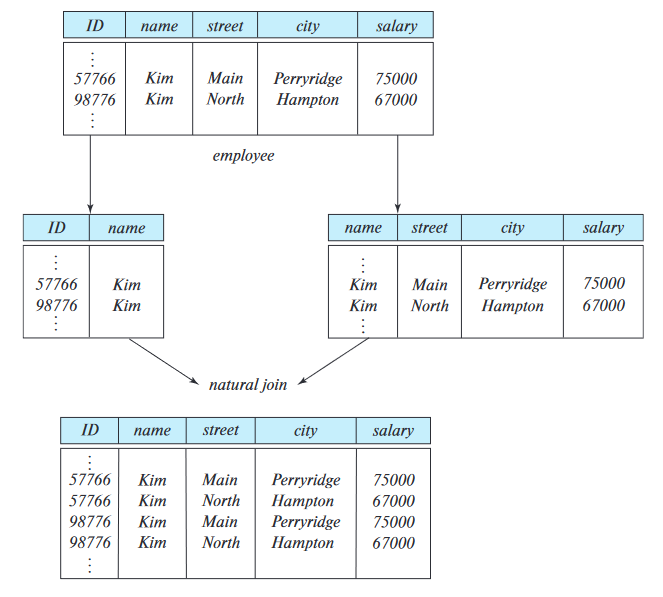 ID name street city salary
⋮
57766 Kim Main Perryridge 75000
98776 Kim North Hampton 67000
⋮
employee
ID name
⋮
57766 Kim
98776 Kim
⋮
name street city salary
⋮
Kim Main Perryridge 75000
Kim North Hampton 67000
⋮
natural join
ID name street city salary
⋮
57766 Kim Main Perryridge 75000
57766 Kim North Hampton 67000
98776 Kim Main Perryridge 75000
98776 Kim North Hampton 67000
⋮